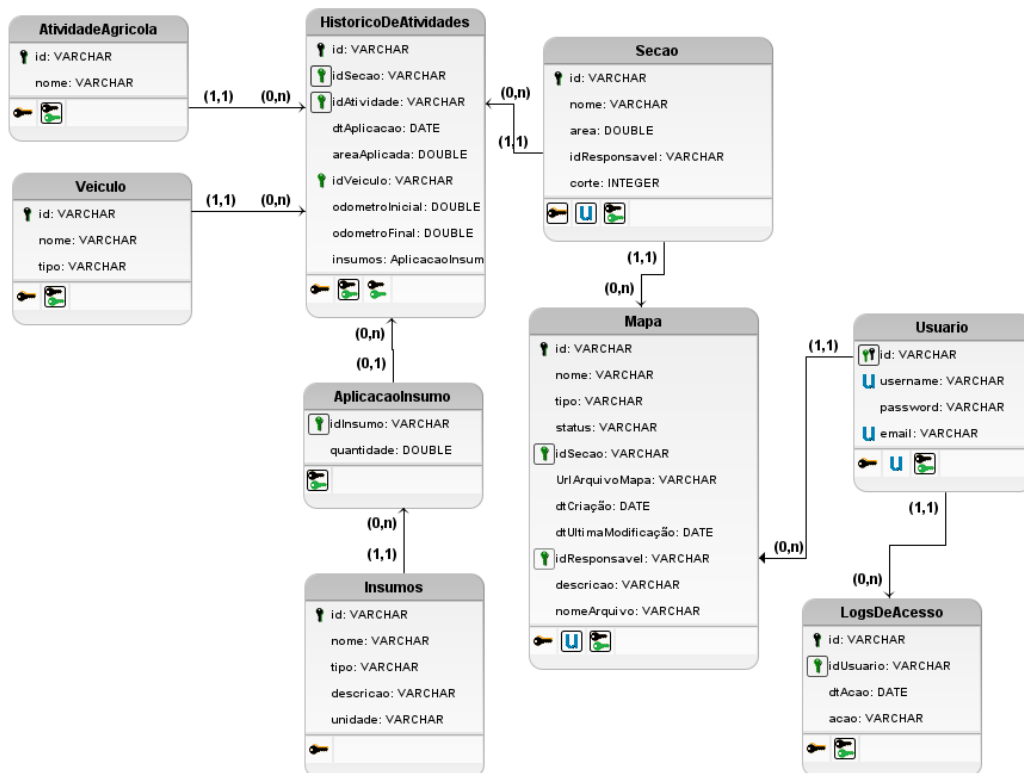 AtividadeAgricola
id: VARCHAR
nome: VARCHAR
(1,1)
(0,n)
HistoricoDeAtividades
id: VARCHAR
idSecao: VARCHAR
idAtividade: VARCHAR
dtAplicacao: DATE
areaAplicada: DOUBLE
idVeiculo: VARCHAR
odometroInicial: DOUBLE
odometroFinal: DOUBLE
insumos: AplicacaoInsum
Secao
id: VARCHAR
nome: VARCHAR
area: DOUBLE
idResponsavel: VARCHAR
corte: INTEGER
U
(0,n)
(1,1)
Veiculo
id: VARCHAR
nome: VARCHAR
tipo: VARCHAR
(1,1)
(0,n)
(1,1)
(0,n)
Mapa
id: VARCHAR
nome: VARCHAR
tipo: VARCHAR
status: VARCHAR
idSecao: VARCHAR
UrlArquivoMapa: VARCHAR
dtCriação: DATE
dtUltimaModificação: DATE
idResponsavel: VARCHAR
descricao: VARCHAR
nomeArquivo: VARCHAR
U
Usuario
id: VARCHAR
U username: VARCHAR
password: VARCHAR
U email: VARCHAR
U
(1,1)
(0,n)
(0,n)
(0,1)
AplicacaoInsumo
idInsumo: VARCHAR
quantidade: DOUBLE
(0,n)
(1,1)
Insumos
id: VARCHAR
nome: VARCHAR
tipo: VARCHAR
descricao: VARCHAR
unidade: VARCHAR
(1,1)
(0,n)
LogsDeAcesso
id: VARCHAR
idUsuario: VARCHAR
dtAcao: DATE
acao: VARCHAR